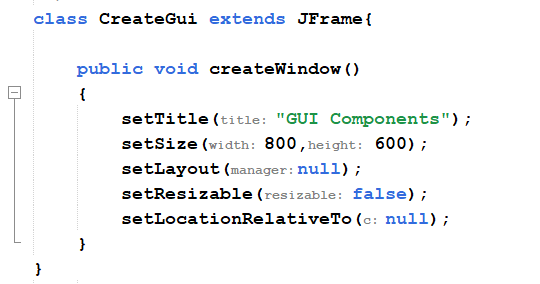 class CreateGui extends JFrame{
public void createWindow()
{
setTitle(title: "GUI Components");
setSize(width: 800,height: 600);
setLayout(manager:null);
setResizable(resizable: false);
setLocationRelativeTo(c: null);
}
}